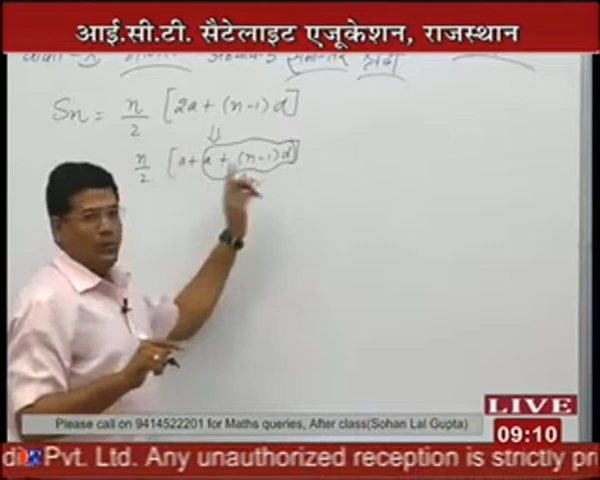 आई.सी.टी. सैटेलाइट एजूकेशन, राजस्थान
Sn = n/2 [2a + (n-1) d]
⇓
n/2 [a + a + (n-1) d]
Please call on 9414522201 for Maths queries, After class(Sohan Lal Gupta)
LIVE
09:10
Pvt. Ltd. Any unauthorized reception is strictly pri